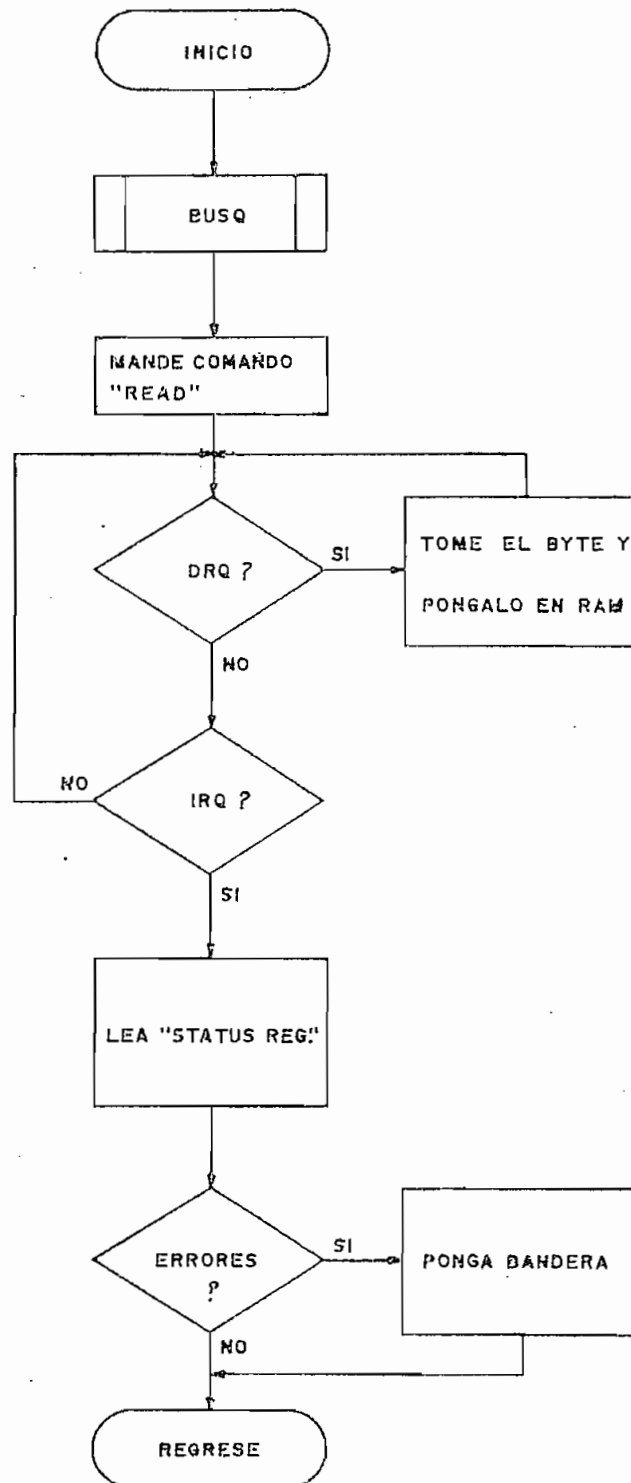 INICIO
BUSQ
MANDE COMANDO
"READ"
DRQ ?
SI
TOME EL BYTE Y
PONGALO EN RAM
NO
IRQ ?
NO
SI
LEA "STATUS REG."
ERRORES
?
SI
PONGA BANDERA
NO
REGRESE